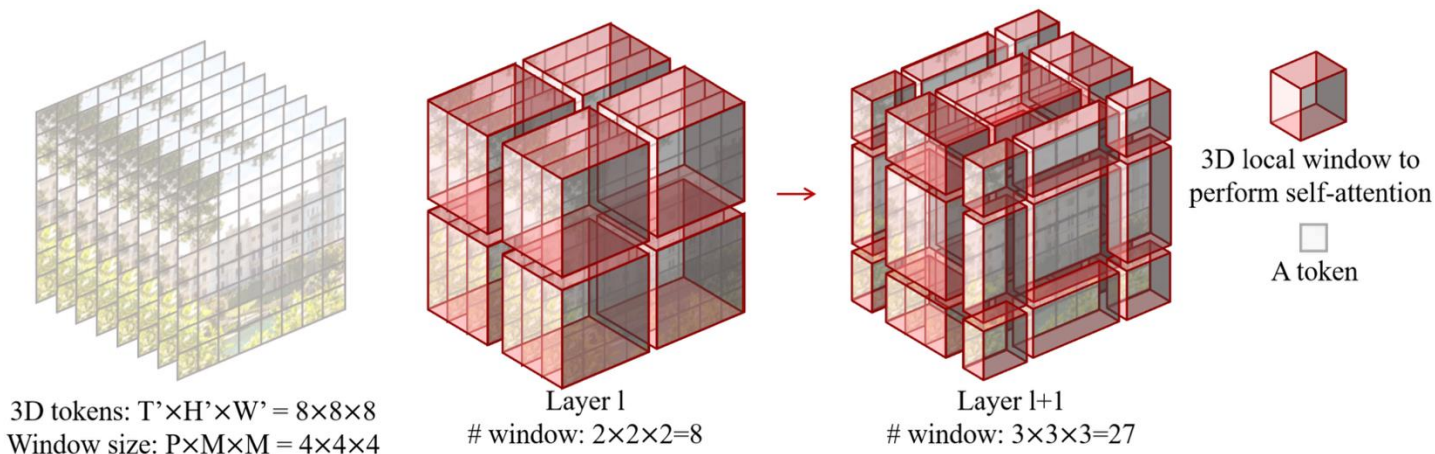 3D tokens: T’×H’×W’ = 8×8×8
Window size: P×M×M = 4×4×4
Layer l
# window: 2×2×2=8
Layer l+1
# window: 3×3×3=27
3D local window to
perform self-attention
A token